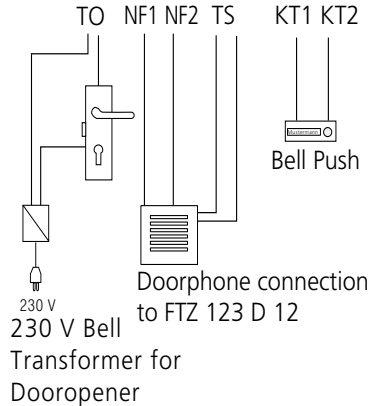 TO NF1 NF2 TS KT1 KT2
Mustermann
Bell Push
Doorphone connection
to FTZ 123 D 12
230 V
230 V Bell
Transformer for
Dooropener